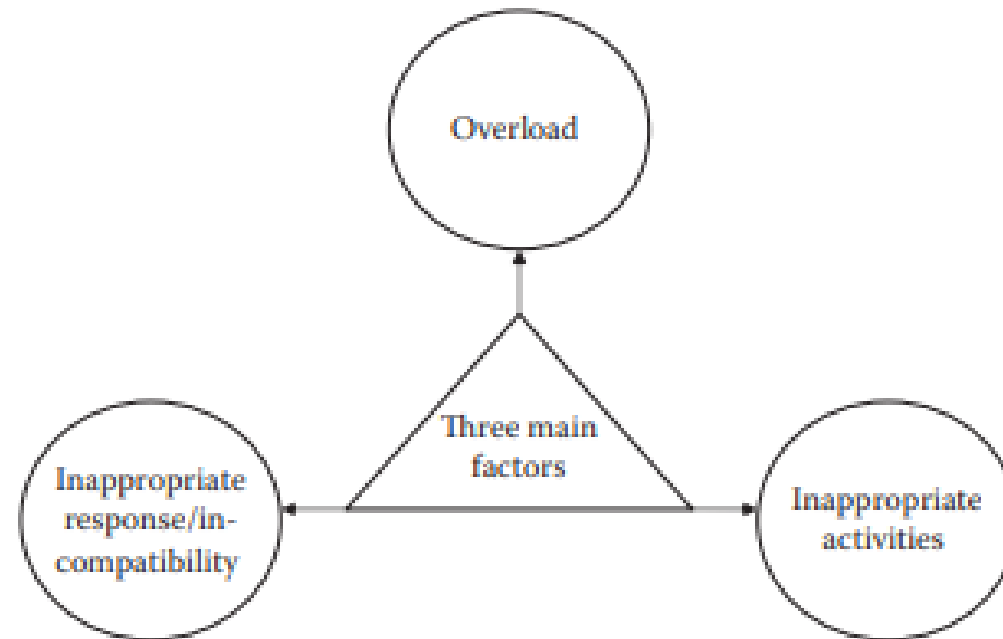 Overload
Three main
factors
Inappropriate
response/in-
compatibility
Inappropriate
activities